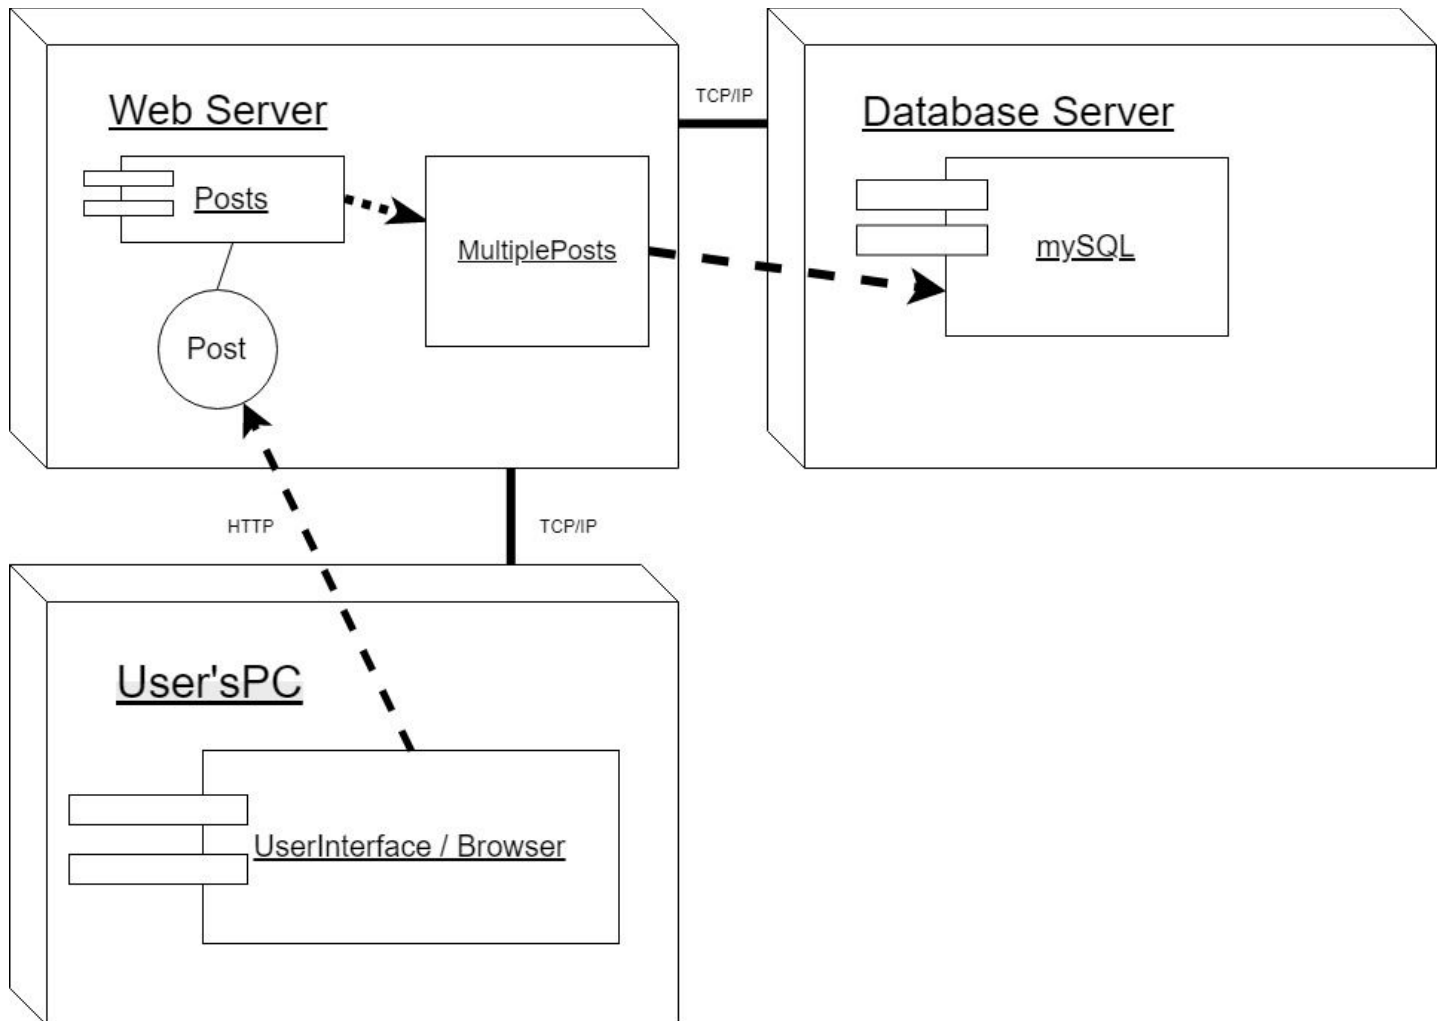 Web Server
Posts
MultiplePosts
Post
TCP/IP
Database Server
mySQL
HTTP
TCP/IP
User'sPC
UserInterface / Browser